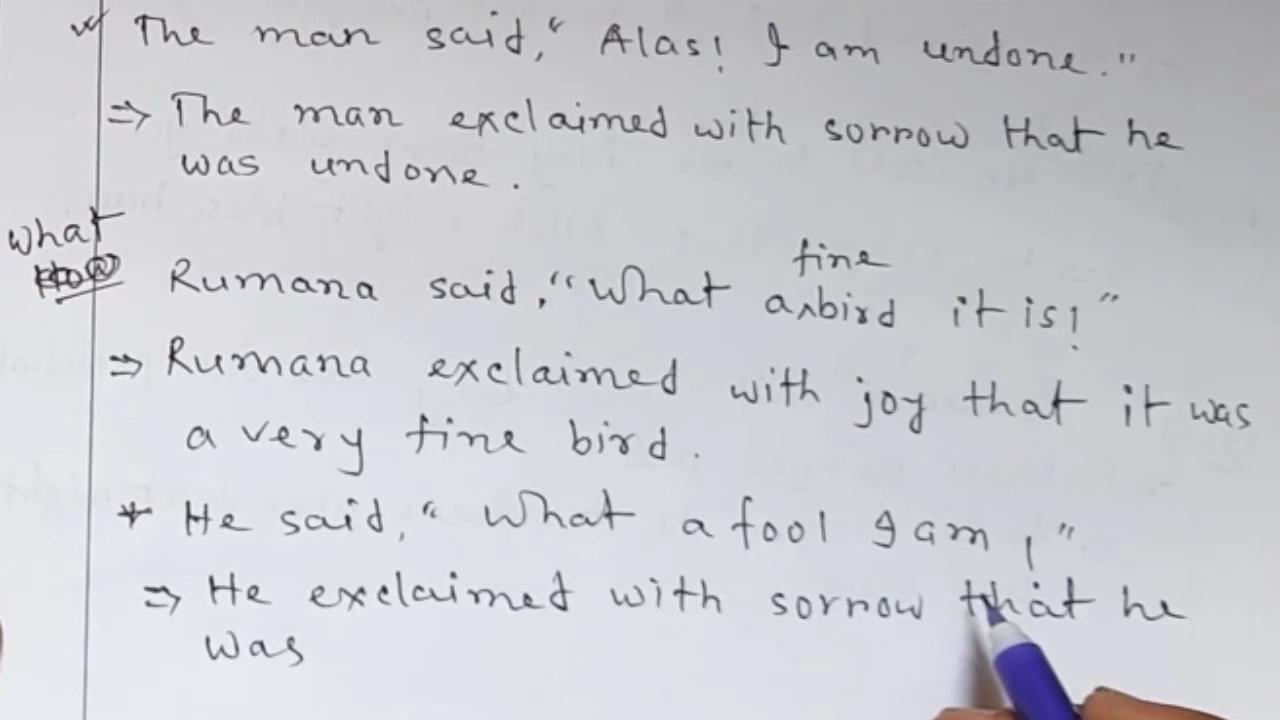 * The man said, "Alas! I am undone."
⇒ The man exclaimed with sorrow that he
was undone.
What
Rumana said, "What a fine bird it is!"
⇒ Rumana exclaimed with joy that it was
a very fine bird.
* He said, "What a fool I am!"
⇒ He exclaimed with sorrow that he
was